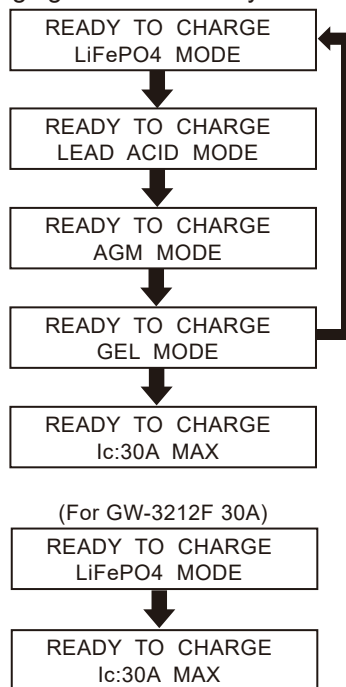 READY TO CHARGE
LiFePO4 MODE
READY TO CHARGE
LEAD ACID MODE
READY TO CHARGE
AGM MODE
READY TO CHARGE
GEL MODE
READY TO CHARGE
Ic:30A MAX
(For GW-3212F 30A)
READY TO CHARGE
LiFePO4 MODE
READY TO CHARGE
Ic:30A MAX